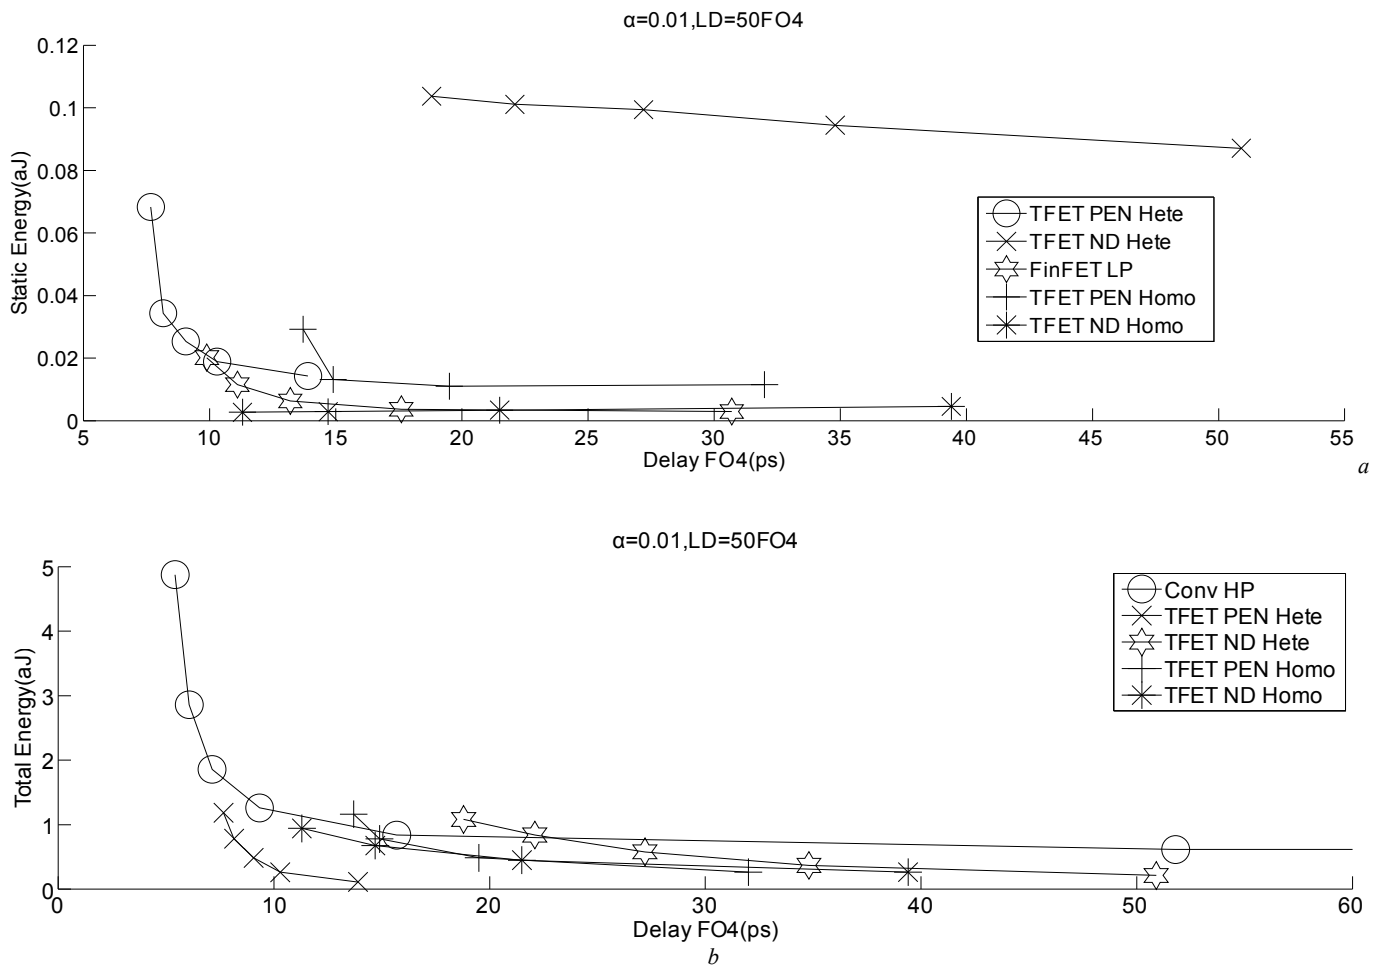 α=0.01,LD=50FO4
0.12
0.1
0.08
0.06
0.04
0.02
0
Static Energy(aJ)
TFET PEN Hete
TFET ND Hete
FinFET LP
TFET PEN Homo
TFET ND Homo
5 10 15 20 25 30 35 40 45 50 55
Delay FO4(ps)
a
α=0.01,LD=50FO4
5
4
3
2
1
0
Total Energy(aJ)
Conv HP
TFET PEN Hete
TFET ND Hete
TFET PEN Homo
TFET ND Homo
0 10 20 30 40 50 60
Delay FO4(ps)
b